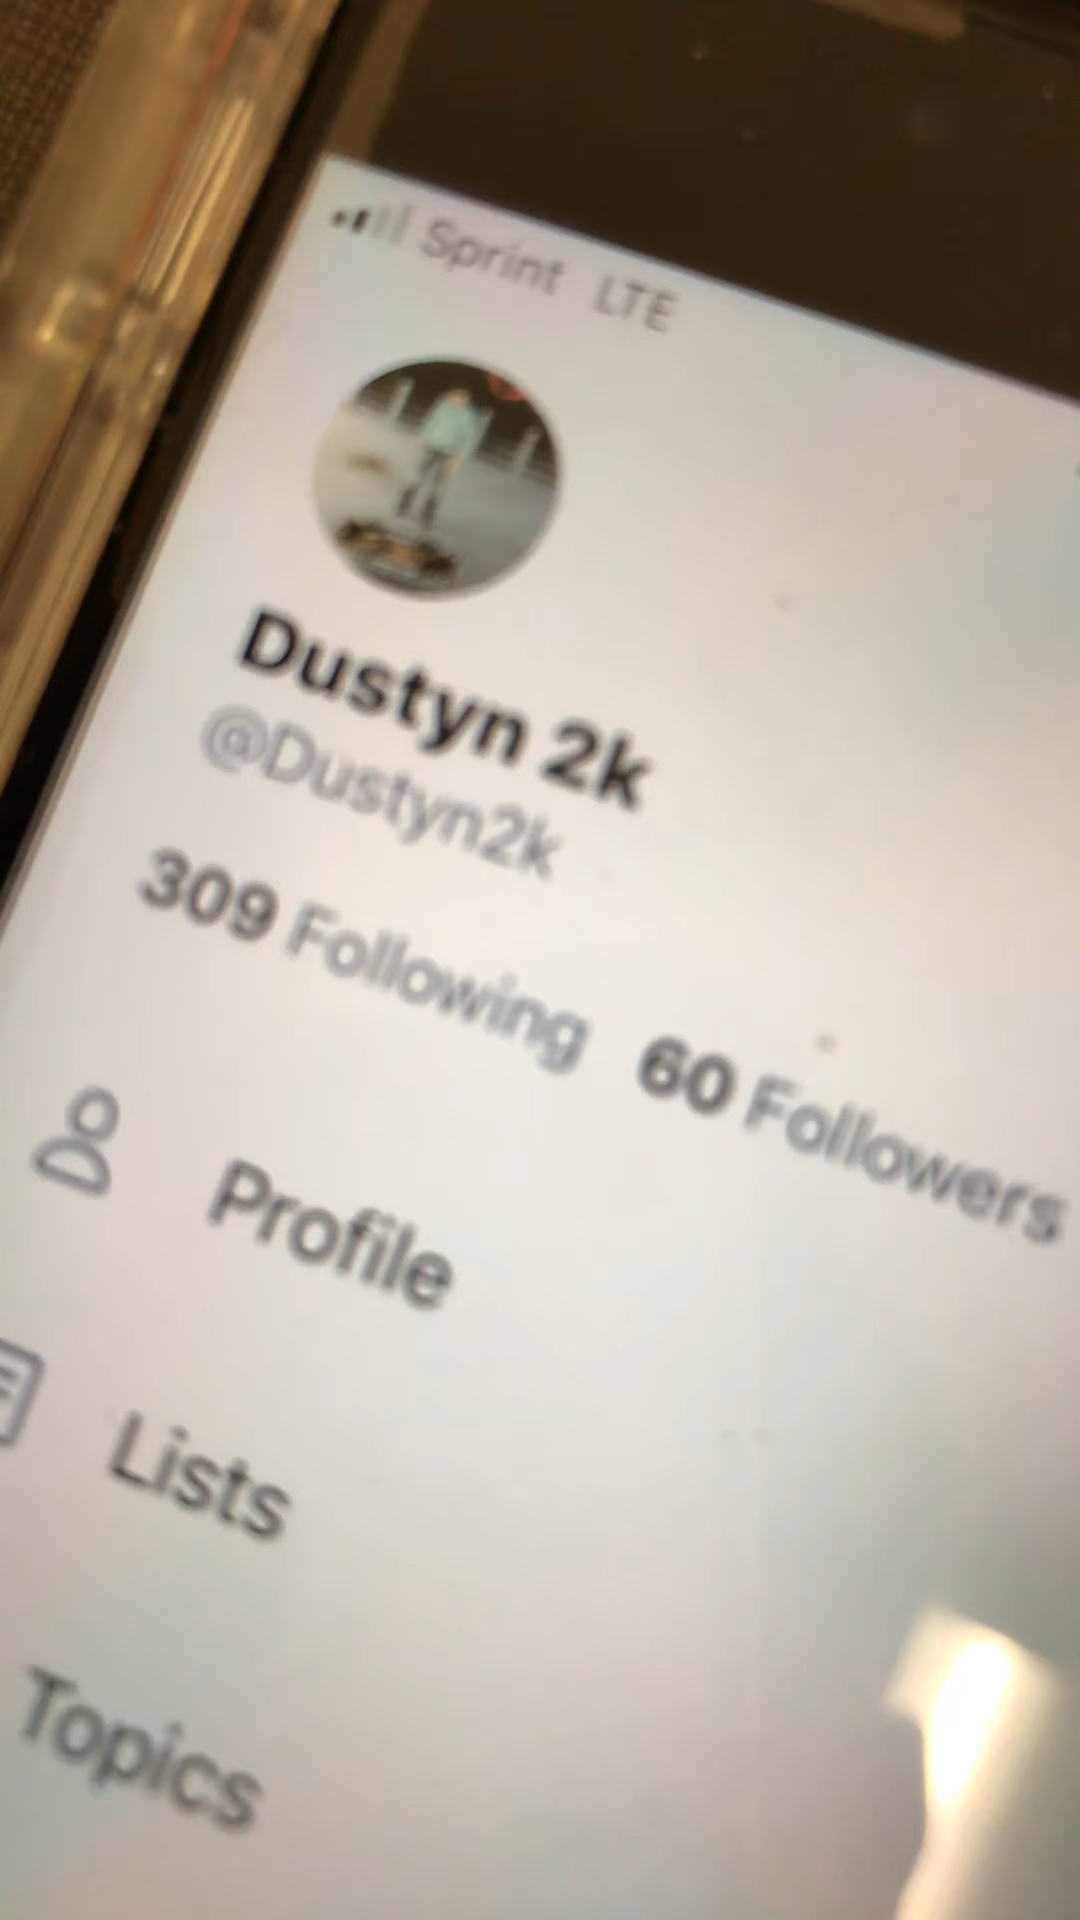 Sprint LTE
Dustyn 2k
@Dustyn2k
309 Following 60 Followers
Profile
Lists
Topics